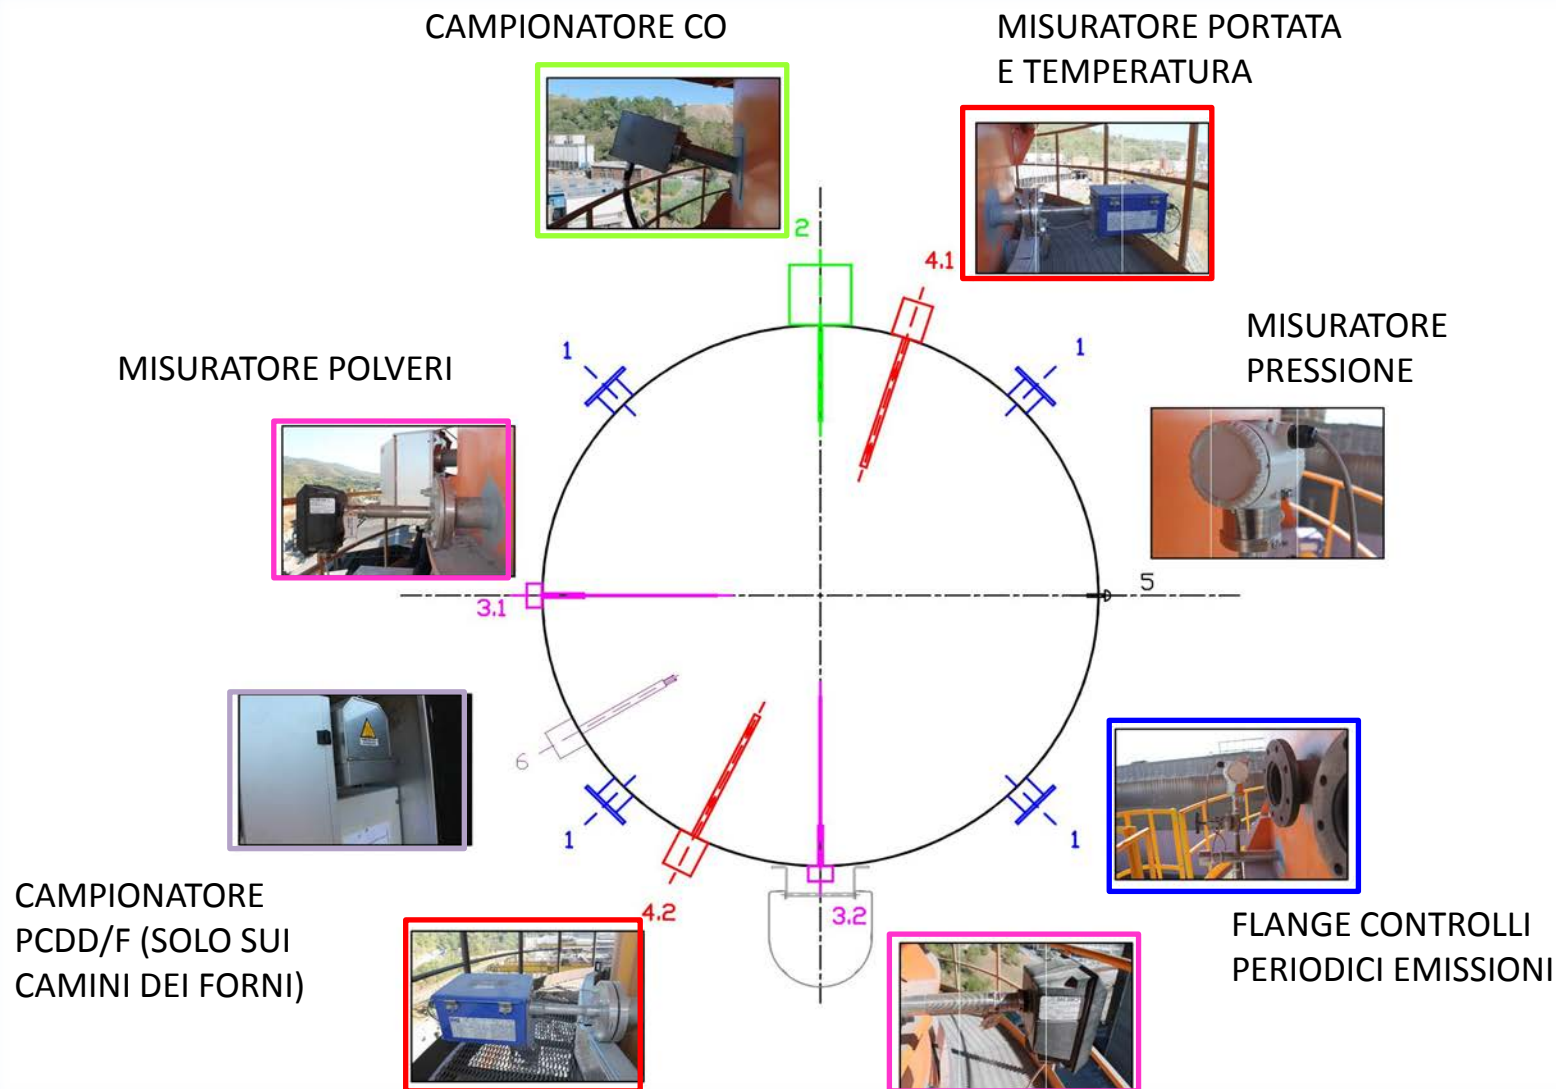 CAMPIONATORE CO
MISURATORE PORTATA
E TEMPERATURA
2
4.1
1
1
MISURATORE
PRESSIONE
MISURATORE POLVERI
5
3.1
6
1
1
4.2
3.2
CAMPIONATORE
PCDD/F (SOLO SUI
CAMINI DEI FORNI)
FLANGE CONTROLLI
PERIODICI EMISSIONI